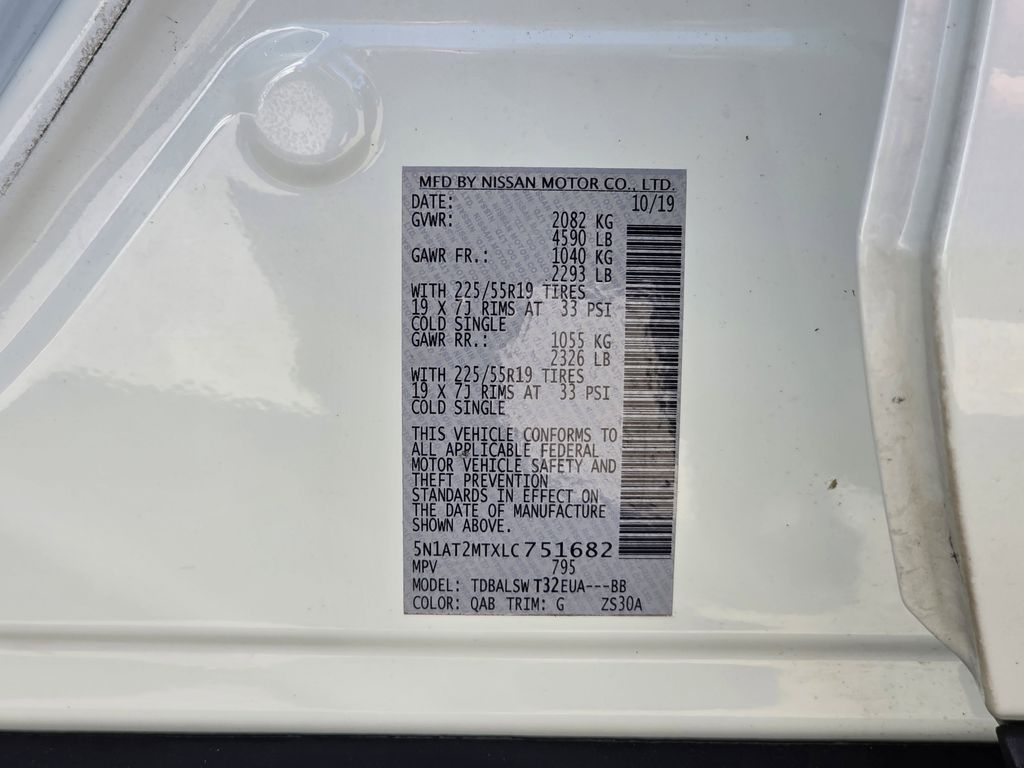 MFD BY NISSAN MOTOR CO., LTD.
DATE: 10/19
GVWR: 2082 KG
4590 LB
GAWR FR.: 1040 KG
2293 LB
WITH 225/55R19 TIRES
19 X 7J RIMS AT 33 PSI
COLD SINGLE
GAWR RR.: 1055 KG
2326 LB
WITH 225/55R19 TIRES
19 X 7J RIMS AT 33 PSI
COLD SINGLE
THIS VEHICLE CONFORMS TO
ALL APPLICABLE FEDERAL
MOTOR VEHICLE SAFETY AND
THEFT PREVENTION
STANDARDS IN EFFECT ON
THE DATE OF MANUFACTURE
SHOWN ABOVE.
5N1AT2MTXLC751682
MPV 795
MODEL: TDBALSW T32EUA---BB
COLOR: QAB TRIM: G ZS30A